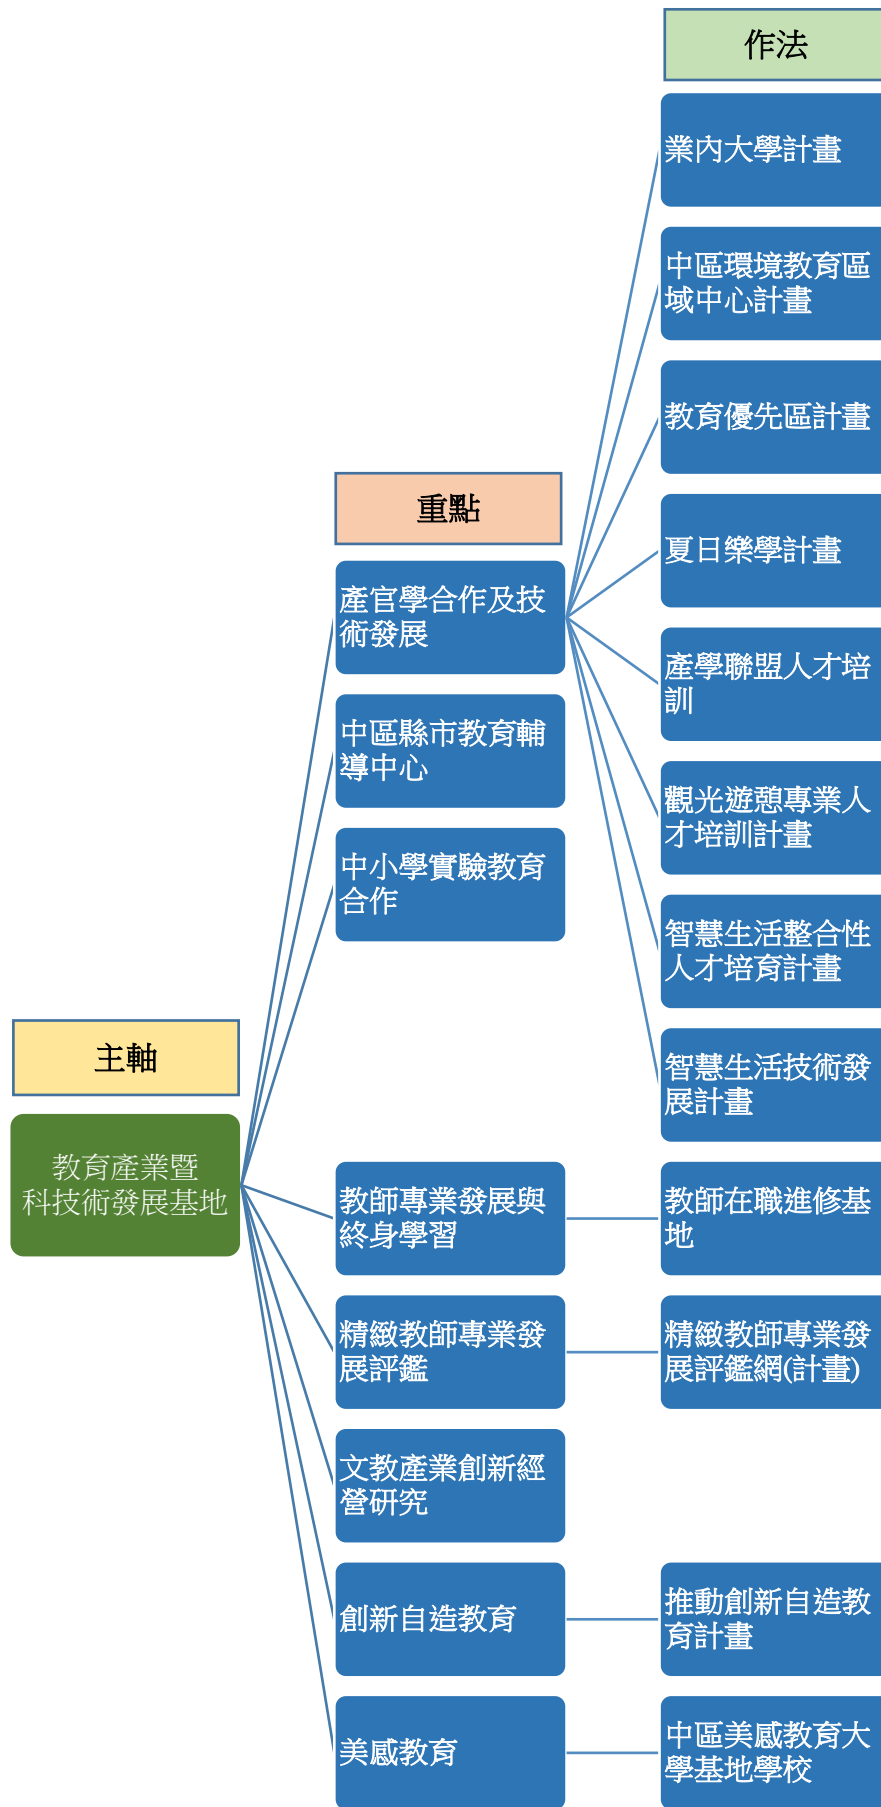 作法
業內大學計畫
中區環境教育區
域中心計畫
教育優先區計畫
夏日樂學計畫
產學聯盟人才培
訓
觀光遊憩專業人
才培訓計畫
智慧生活整合性
人才培育計畫
智慧生活技術發
展計畫
重點
產官學合作及技
術發展
中區縣市教育輔
導中心
中小學實驗教育
合作
主軸
教育產業暨
科技術發展基地
教師專業發展與
終身學習
教師在職進修基
地
精緻教師專業發
展評鑑
精緻教師專業發
展評鑑網(計畫)
文教產業創新經
營研究
創新自造教育
推動創新自造教
育計畫
美感教育
中區美感教育大
學基地學校